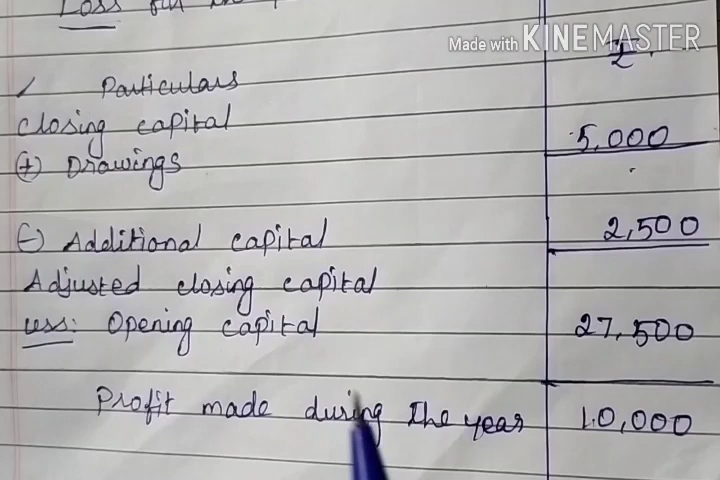 Loss
Made with KINEMASTER
Particulars ₹
Closing capital
(+) Drawings 5,000
(-) Additional capital 2,500
Adjusted closing capital
Less: Opening capital 27,500
Profit made during the year 10,000